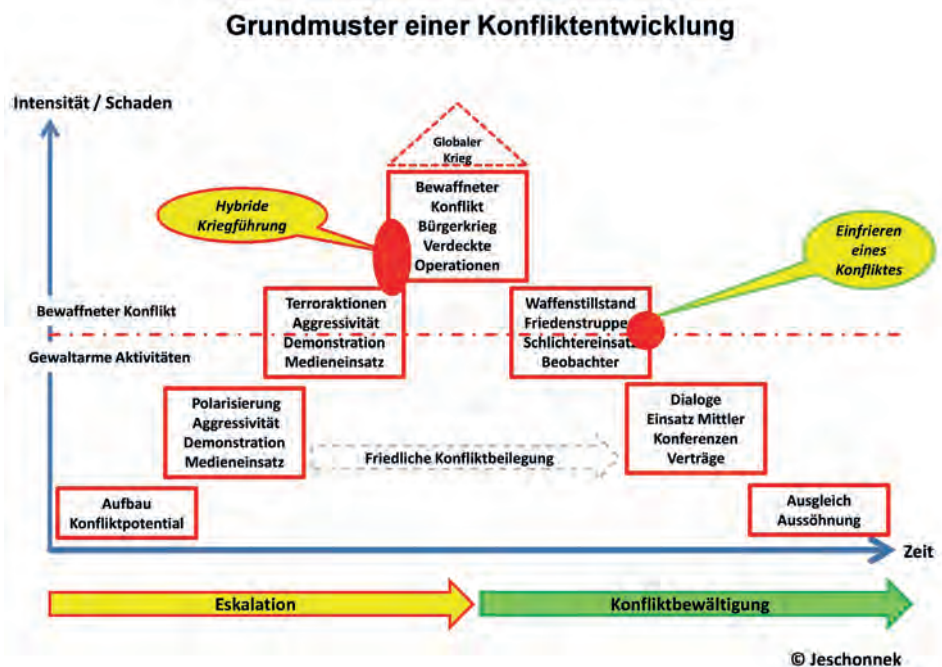 Grundmuster einer Konfliktentwicklung
Intensität / Schaden
Globaler
Krieg
Bewaffneter
Konflikt
Bürgerkrieg
Verdeckte
Operationen
Hybride
Kriegführung
Einfrieren
eines
Konfliktes
Bewaffneter Konflikt
Gewaltarme Aktivitäten
Terroraktionen
Aggressivität
Demonstration
Medieneinsatz
Waffenstillstand
Friedenstruppe
Schlichtereinsatz
Beobachter
Polarisierung
Aggressivität
Demonstration
Medieneinsatz
Friedliche Konfliktbeilegung
Dialoge
Einsatz Mittler
Konferenzen
Verträge
Aufbau
Konfliktpotential
Ausgleich
Aussöhnung
Zeit
Eskalation
Konfliktbewältigung
© Jeschonnek